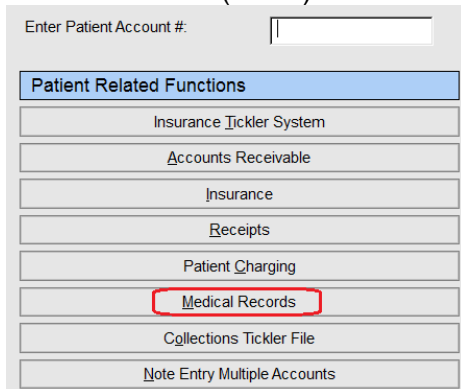 Enter Patient Account #:
Patient Related Functions
Insurance Tickler System
Accounts Receivable
Insurance
Receipts
Patient Charging
Medical Records
Collections Tickler File
Note Entry Multiple Accounts